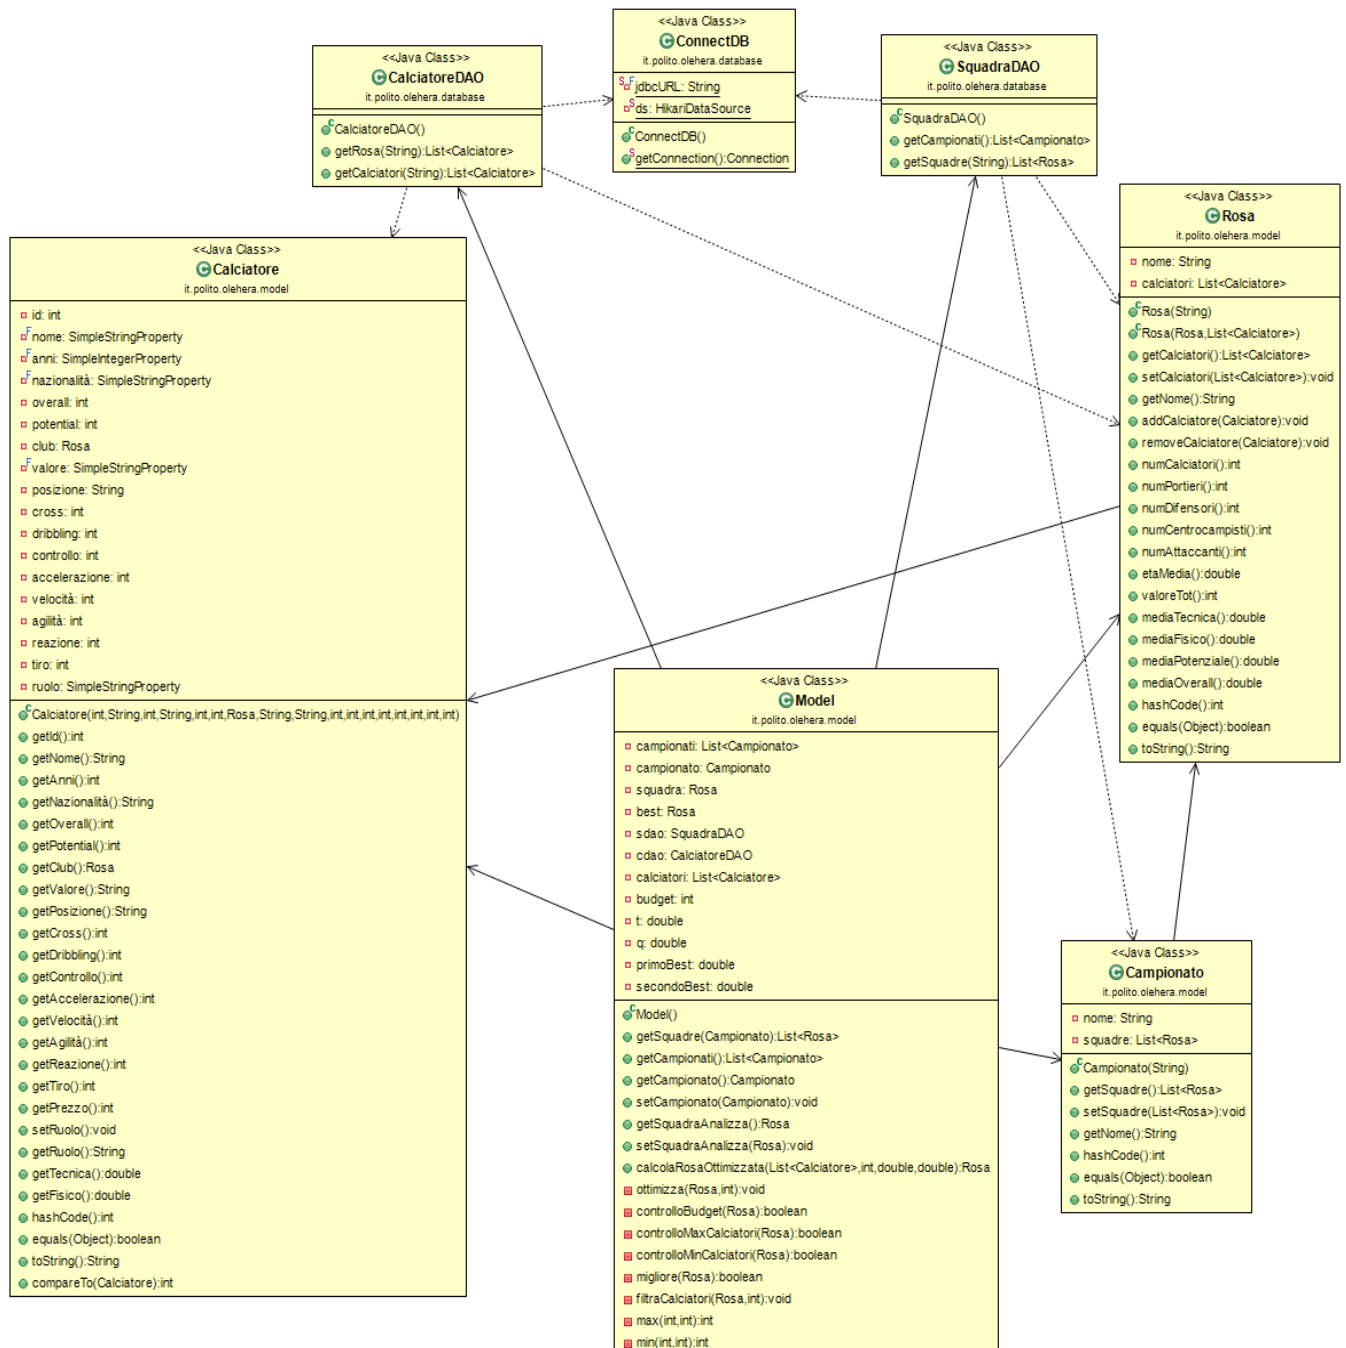 <<Java Class>>
ConnectDB
it.polito.olehera.database
jdbcURL: String
ds: HikariDataSource
ConnectDB()
getConnection():Connection
<<Java Class>>
CalciatoreDAO
it.polito.olehera.database
CalciatoreDAO()
getRosa(String):List<Calciatore>
getCalciatori(String):List<Calciatore>
<<Java Class>>
SquadraDAO
it.polito.olehera.database
SquadraDAO()
getCampionati():List<Campionato>
getSquadre(String):List<Rosa>
<<Java Class>>
Rosa
it.polito.olehera.model
nome: String
calciatori: List<Calciatore>
Rosa(String)
Rosa(Rosa,List<Calciatore>)
getCalciatori():List<Calciatore>
setCalciatori(List<Calciatore>):void
getNome():String
addCalciatore(Calciatore):void
removeCalciatore(Calciatore):void
numCalciatori():int
numPortieri():int
numDifensori():int
numCentrocampisti():int
numAttaccanti():int
etaMedia():double
valoreTot():int
mediaTecnica():double
mediaFisico():double
mediaPotenziale():double
mediaOverall():double
hashCode():int
equals(Object):boolean
toString():String
<<Java Class>>
Calciatore
it.polito.olehera.model
id: int
nome: SimpleStringProperty
anni: SimpleIntegerProperty
nazionalità: SimpleStringProperty
overall: int
potential: int
club: Rosa
valore: SimpleStringProperty
posizione: String
cross: int
dribbling: int
controllo: int
accelerazione: int
velocità: int
agilità: int
reazione: int
tiro: int
ruolo: SimpleStringProperty
Calciatore(int,String,int,String,int,int,Rosa,String,String,int,int,int,int,int,int,int,int)
getId():int
getNome():String
getAnni():int
getNazionalità():String
getOverall():int
getPotential():int
getClub():Rosa
getValore():String
getPosizione():String
getCross():int
getDribbling():int
getControllo():int
getAccelerazione():int
getVelocità():int
getAgilità():int
getReazione():int
getTiro():int
getPrezzo():int
setRuolo():void
getRuolo():String
getTecnica():double
getFisico():double
hashCode():int
equals(Object):boolean
toString():String
compareTo(Calciatore):int
<<Java Class>>
Model
it.polito.olehera.model
campionati: List<Campionato>
campionato: Campionato
squadra: Rosa
best: Rosa
sdao: SquadraDAO
cdao: CalciatoreDAO
calciatori: List<Calciatore>
budget: int
t: double
q: double
primoBest: double
secondoBest: double
Model()
getSquadre(Campionato):List<Rosa>
getCampionati():List<Campionato>
getCampionato():Campionato
setCampionato(Campionato):void
getSquadraAnalizza():Rosa
setSquadraAnalizza(Rosa):void
calcolaRosaOttimizzata(List<Calciatore>,int,double,double):Rosa
ottimizza(Rosa,int):void
controlloBudget(Rosa):boolean
controlloMaxCalciatori(Rosa):boolean
controlloMinCalciatori(Rosa):boolean
migliore(Rosa):boolean
filtraCalciatori(Rosa,int):void
max(int,int):int
min(int,int):int
<<Java Class>>
Campionato
it.polito.olehera.model
nome: String
squadre: List<Rosa>
Campionato(String)
getSquadre():List<Rosa>
setSquadre(List<Rosa>):void
getNome():String
hashCode():int
equals(Object):boolean
toString():String